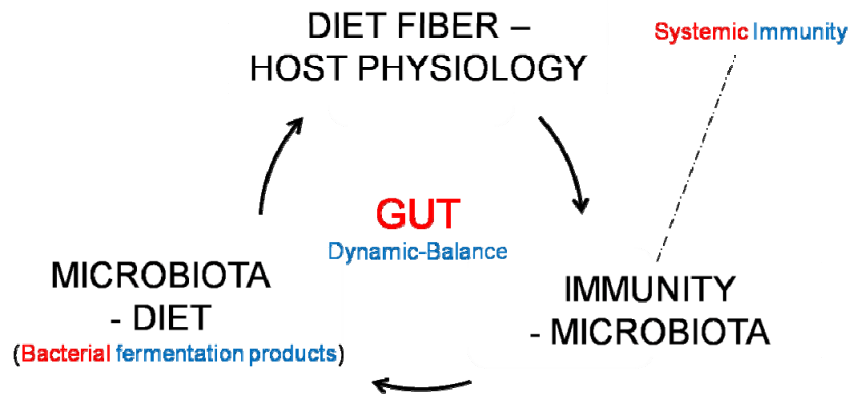 DIET FIBER –
HOST PHYSIOLOGY
Systemic Immunity
GUT
Dynamic-Balance
MICROBIOTA
- DIET
(Bacterial fermentation products)
IMMUNITY
- MICROBIOTA